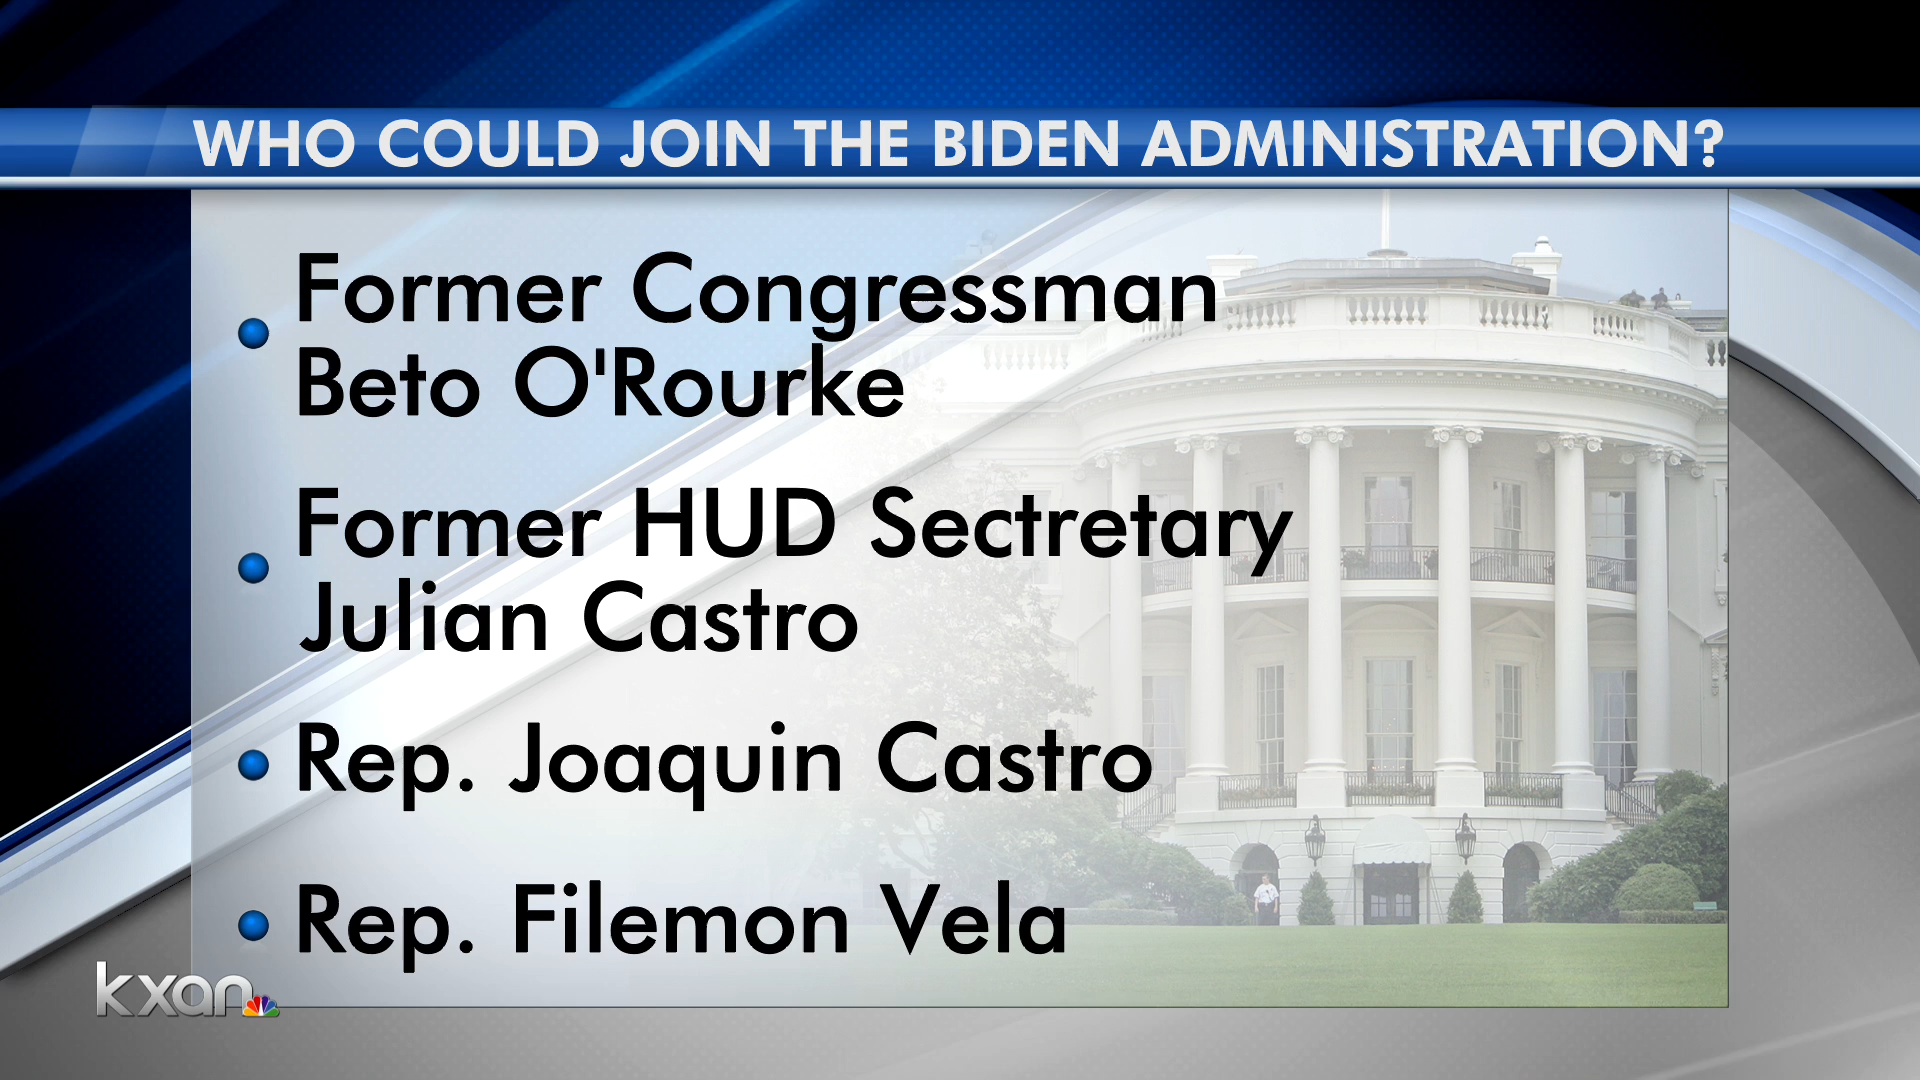 WHO COULD JOIN THE BIDEN ADMINISTRATION?
Former Congressman
Beto O'Rourke
Former HUD Sectretary
Julian Castro
Rep. Joaquin Castro
Rep. Filemon Vela
kxan